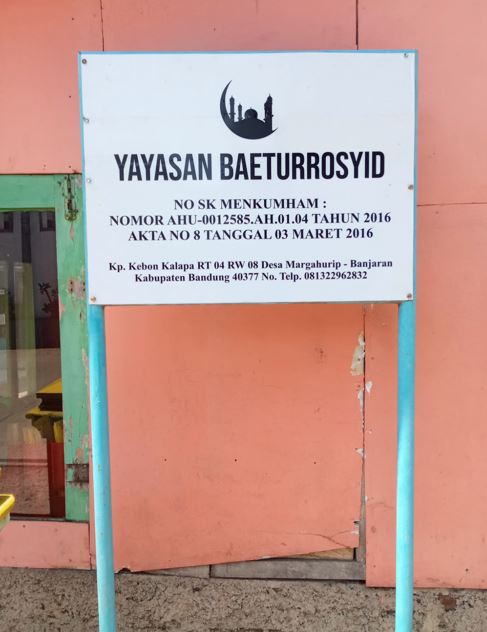 YAYASAN BAETURROSYID
NO SK MENKUMHAM :
NOMOR AHU-0012585.AH.01.04 TAHUN 2016
AKTA NO 8 TANGGAL 03 MARET 2016
Kp. Kebon Kalapa RT 04 RW 08 Desa Margahurip - Banjaran
Kabupaten Bandung 40377 No. Telp. 081322962832